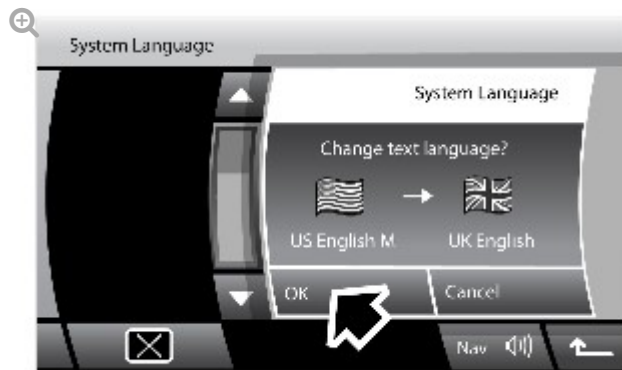 System Language
System Language
Change text language?
US English M
UK English
OK
Cancel
Nav